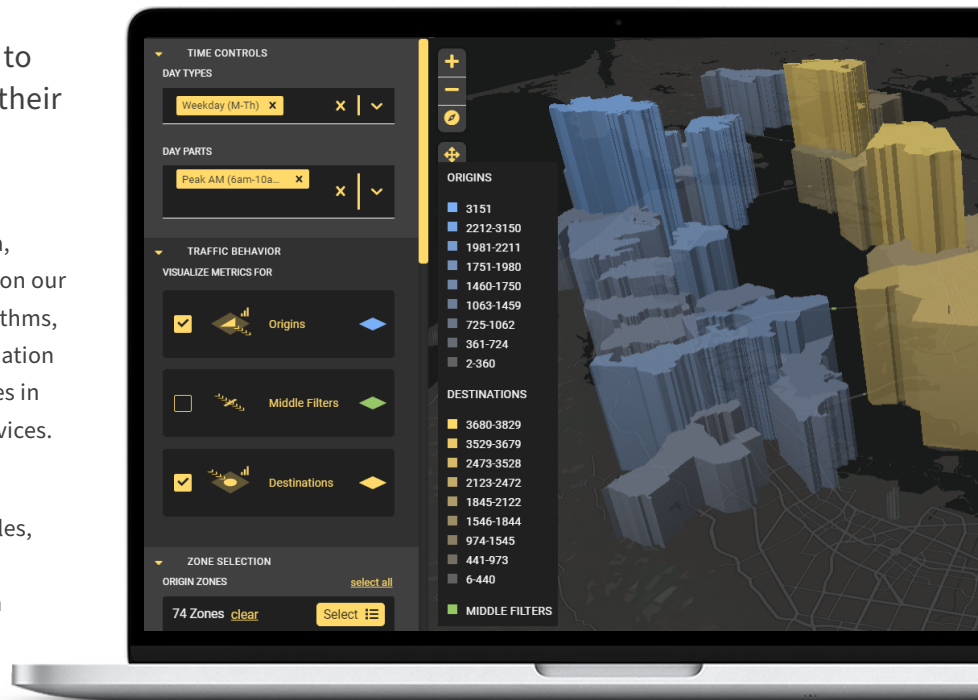 to
their
on our
thms,
ation
es in
vices.
les,
TIME CONTROLS
DAY TYPES
Weekday (M-Th)
DAY PARTS
Peak AM (6am-10a...
TRAFFIC BEHAVIOR
VISUALIZE METRICS FOR
Origins
Middle Filters
Destinations
ZONE SELECTION
ORIGIN ZONES select all
74 Zones clear Select
ORIGINS
3151
2212-3150
1981-2211
1751-1980
1460-1750
1063-1459
725-1062
361-724
2-360
DESTINATIONS
3680-3829
3529-3679
2473-3528
2123-2472
1845-2122
1546-1844
974-1545
441-973
6-440
MIDDLE FILTERS